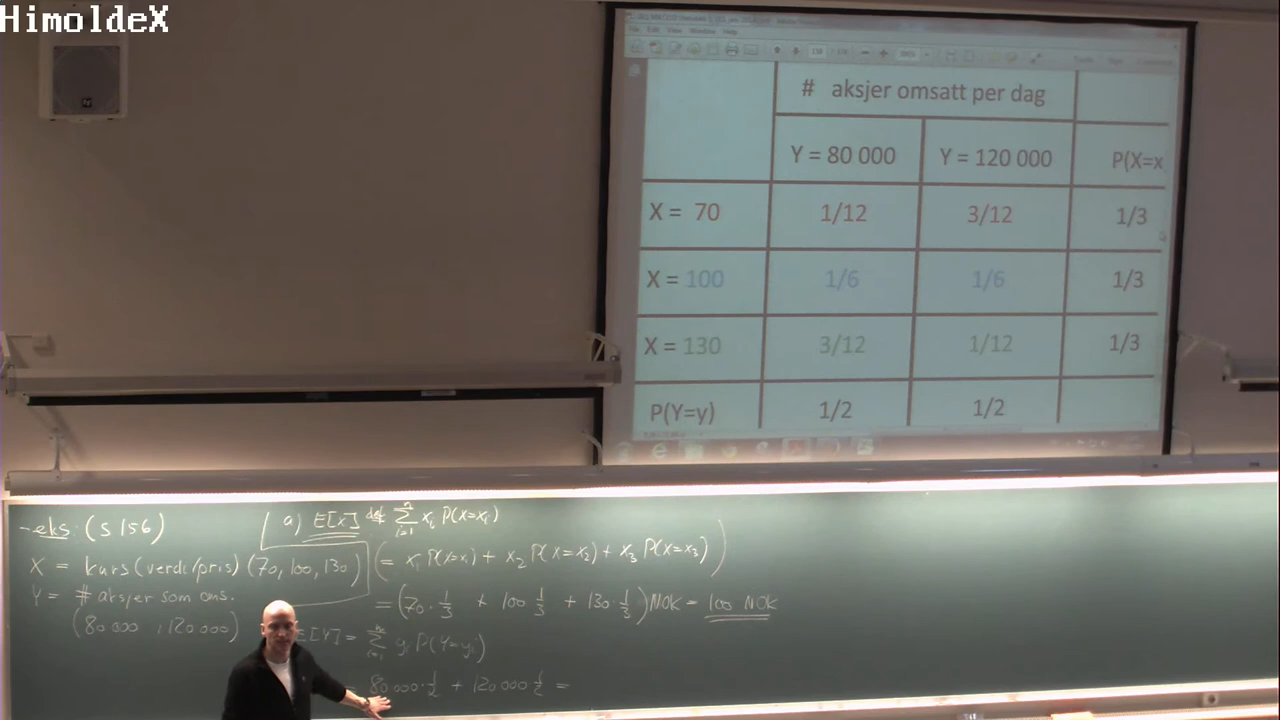 HimoldeX
# aksjer omsatt per dag
Y = 80 000 Y = 120 000 P(X=x
X = 70 1/12 3/12 1/3
X = 100 1/6 1/6 1/3
X = 130 3/12 1/12 1/3
P(Y=y) 1/2 1/2
-eks (s 156)
X = kurs (verdi/pris) (70, 100, 130)
Y = # aksjer som oms.
(80 000, 120 000)
a) E[X] def Σ i=1 n xi P(X=xi)
(= x1 P(X=x1) + x2 P(X=x2) + x3 P(X=x3))
= (70 · 1/3 + 100 1/3 + 130 · 1/3) NOK = 100 NOK
E[Y] = Σ i=1 yi P(Y=yi)
= 80 000 · 1/2 + 120 000 · 1/2 =